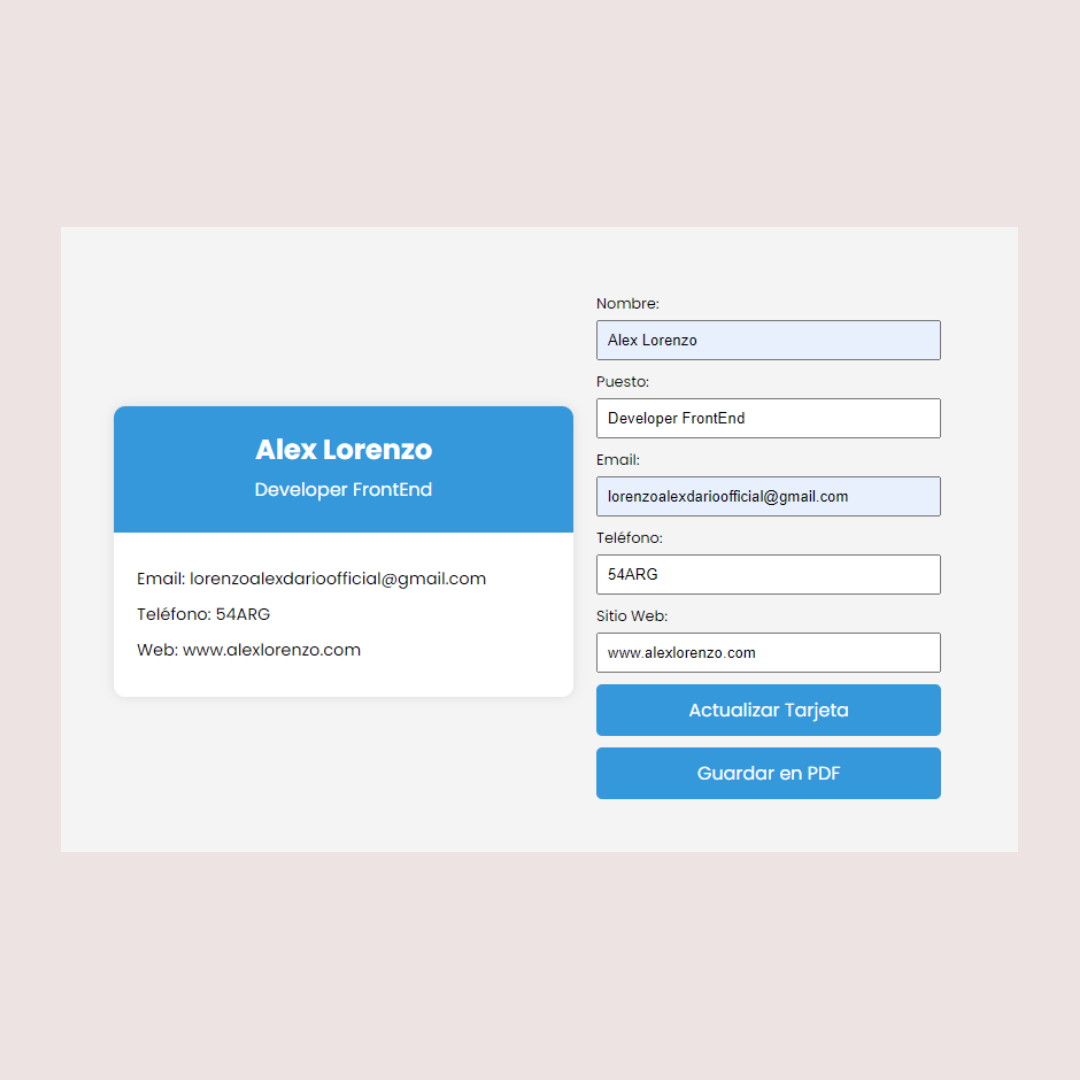 Alex Lorenzo
Developer FrontEnd
Email: lorenzoalexdarioofficial@gmail.com
Teléfono: 54ARG
Web: www.alexlorenzo.com
Nombre:
Alex Lorenzo
Puesto:
Developer FrontEnd
Email:
lorenzoalexdarioofficial@gmail.com
Teléfono:
54ARG
Sitio Web:
www.alexlorenzo.com
Actualizar Tarjeta
Guardar en PDF